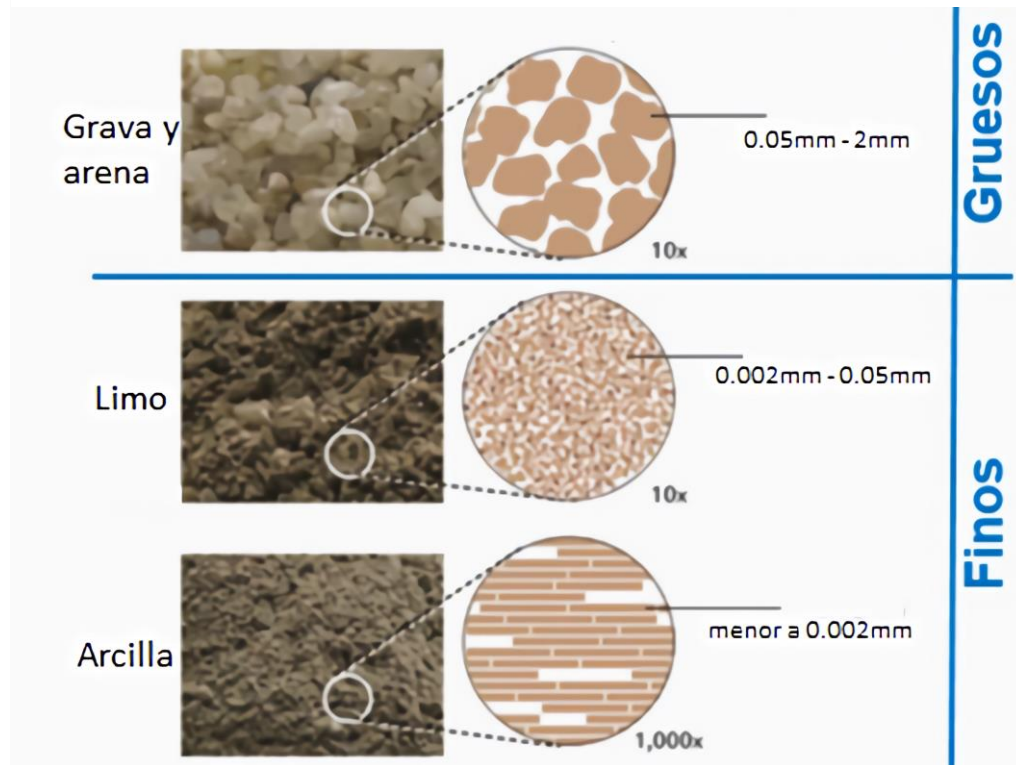 Grava y
arena
0.05mm - 2mm
10x
Gruesos
Limo
0.002mm - 0.05mm
10x
Finos
Arcilla
menor a 0.002mm
1,000x